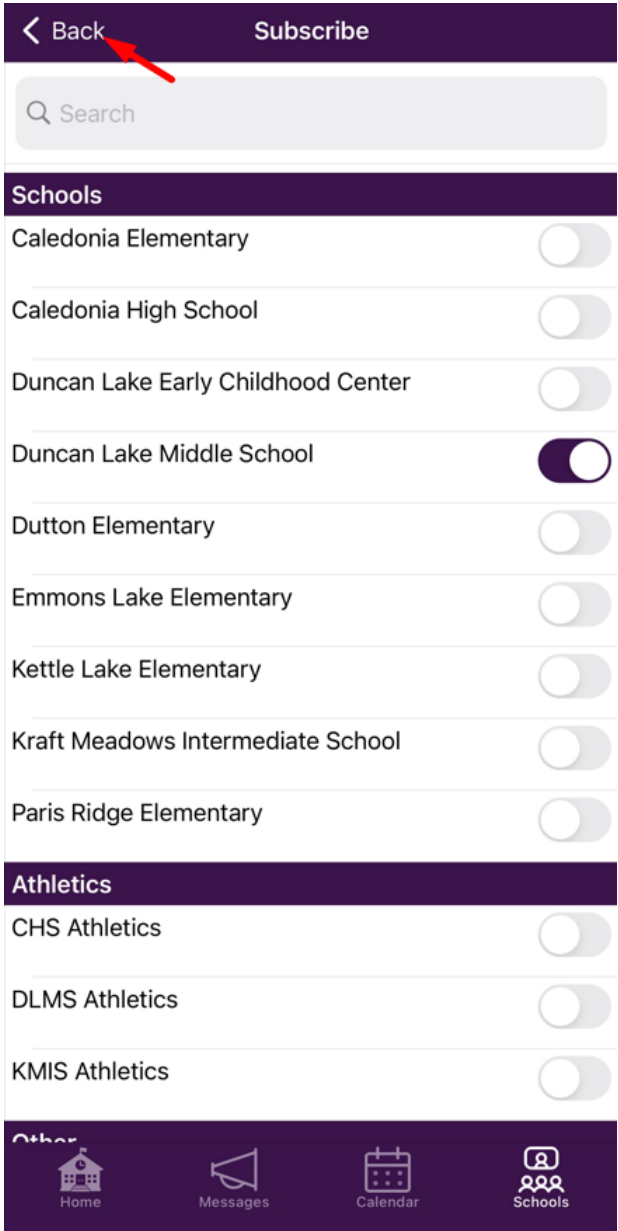 Back
Subscribe
Search
Schools
Caledonia Elementary
Caledonia High School
Duncan Lake Early Childhood Center
Duncan Lake Middle School
Dutton Elementary
Emmons Lake Elementary
Kettle Lake Elementary
Kraft Meadows Intermediate School
Paris Ridge Elementary
Athletics
CHS Athletics
DLMS Athletics
KMIS Athletics
Other
Home
Messages
Calendar
Schools